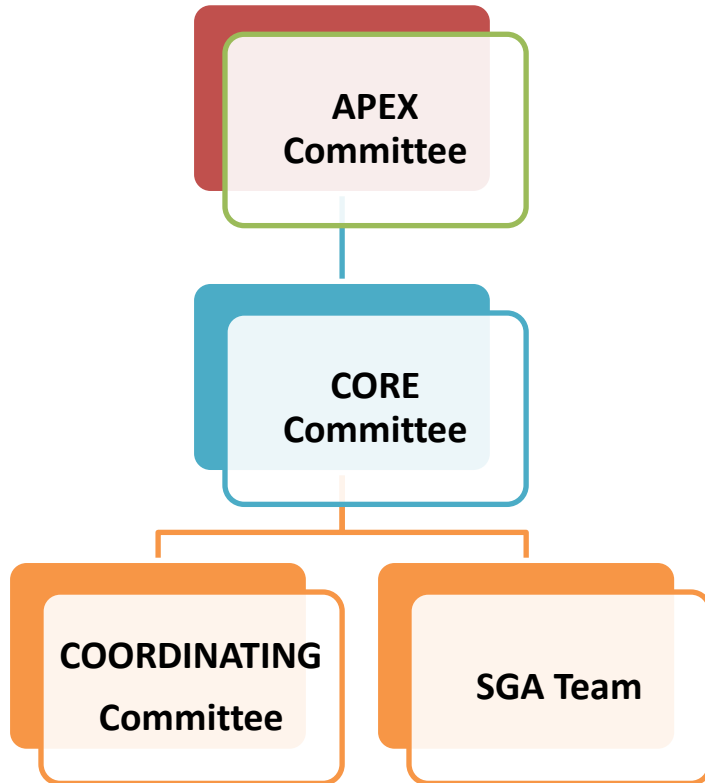 APEX
Committee
CORE
Committee
COORDINATING
Committee
SGA Team